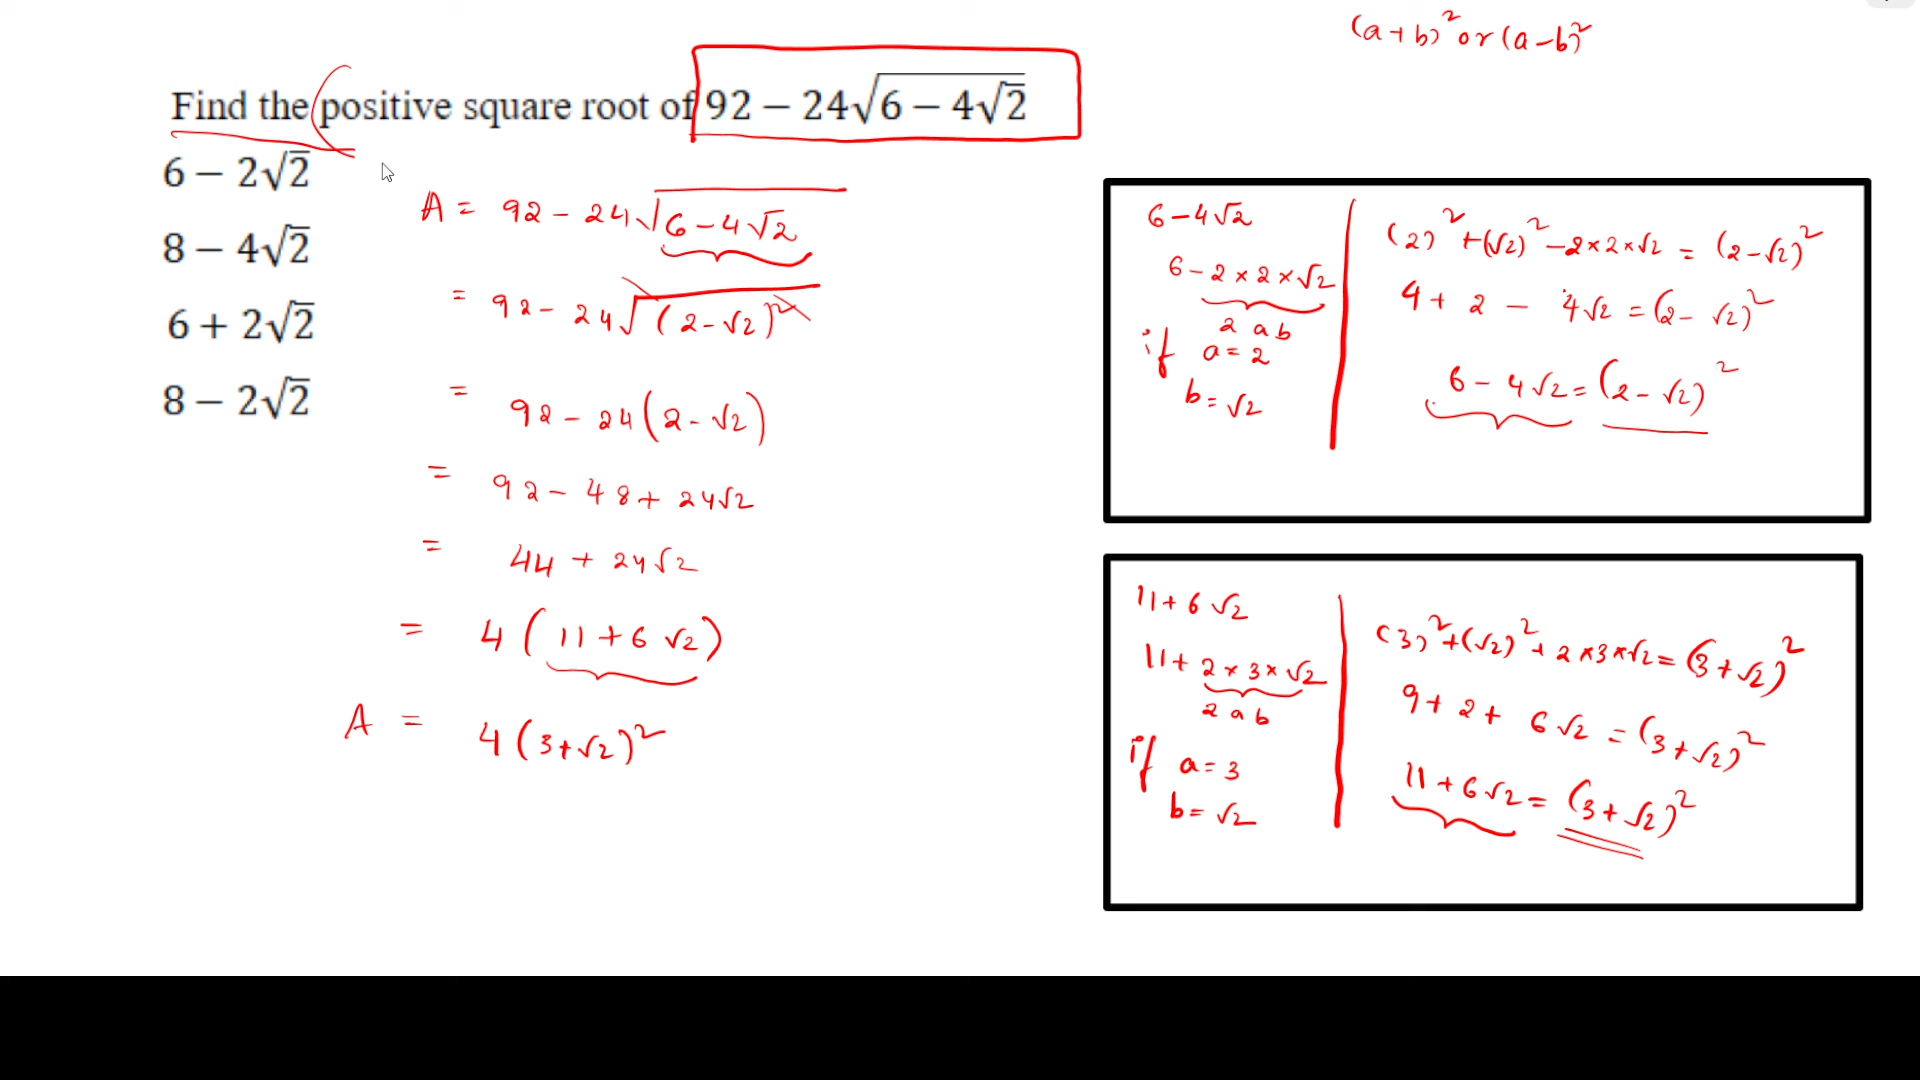 (a+b)² or (a-b)²
Find the positive square root of 92 − 24√(6 − 4√2)
6 − 2√2
8 − 4√2
6 + 2√2
8 − 2√2
A = 92 - 24√(6 - 4√2)
= 92 - 24√((2-√2)²)
= 92 - 24(2-√2)
= 92 - 48 + 24√2
= 44 + 24√2
= 4(11+6√2)
A = 4(3+√2)²
6-4√2
6-2×2×√2
2 a b
if a=2
b=√2
(2)²+(√2)²-2×2×√2 = (2-√2)²
4+2-4√2 = (2-√2)²
6-4√2 = (2-√2)²
11+6√2
11+2×3×√2
2 a b
if a=3
b=√2
(3)²+(√2)²+2×3×√2 = (3+√2)²
9+2+6√2 = (3+√2)²
11+6√2 = (3+√2)²